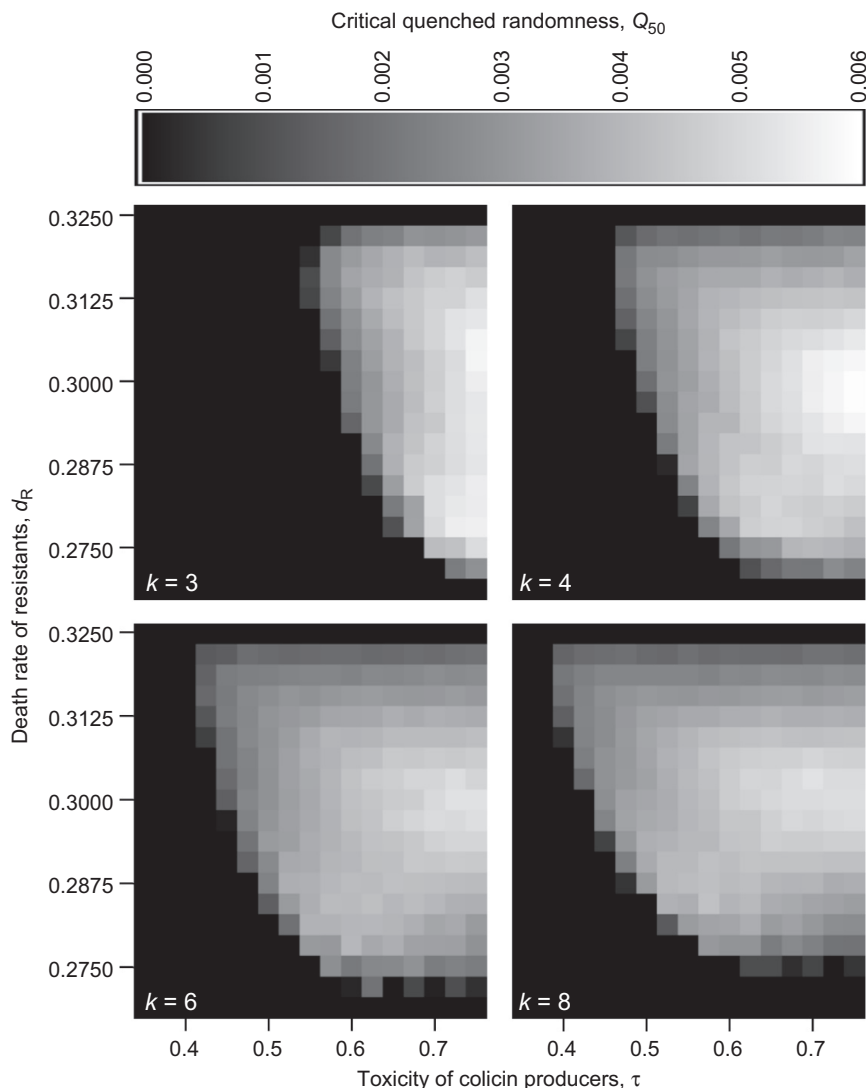 Critical quenched randomness, Q50
0.000
0.001
0.002
0.003
0.004
0.005
0.006
Death rate of resistants, dR
0.3250
0.3125
0.3000
0.2875
0.2750
k = 3
k = 4
0.3250
0.3125
0.3000
0.2875
0.2750
k = 6
k = 8
0.4 0.5 0.6 0.7
0.4 0.5 0.6 0.7
Toxicity of colicin producers, τ